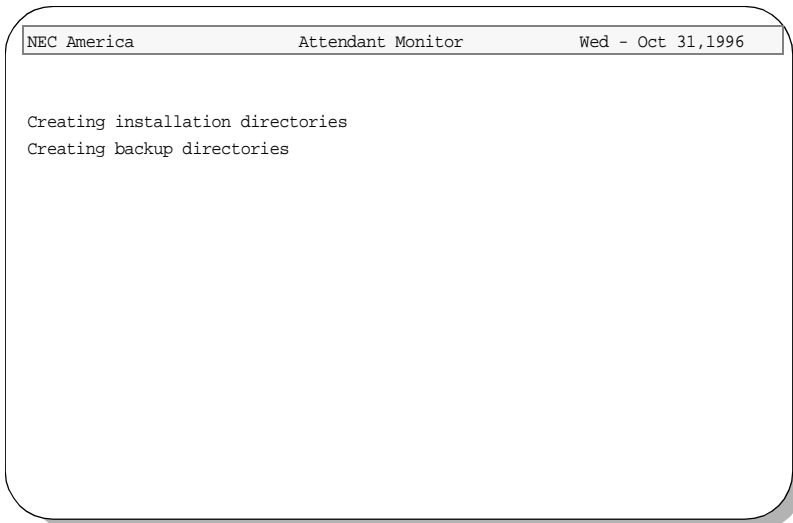 NEC America Attendant Monitor Wed - Oct 31,1996
Creating installation directories
Creating backup directories